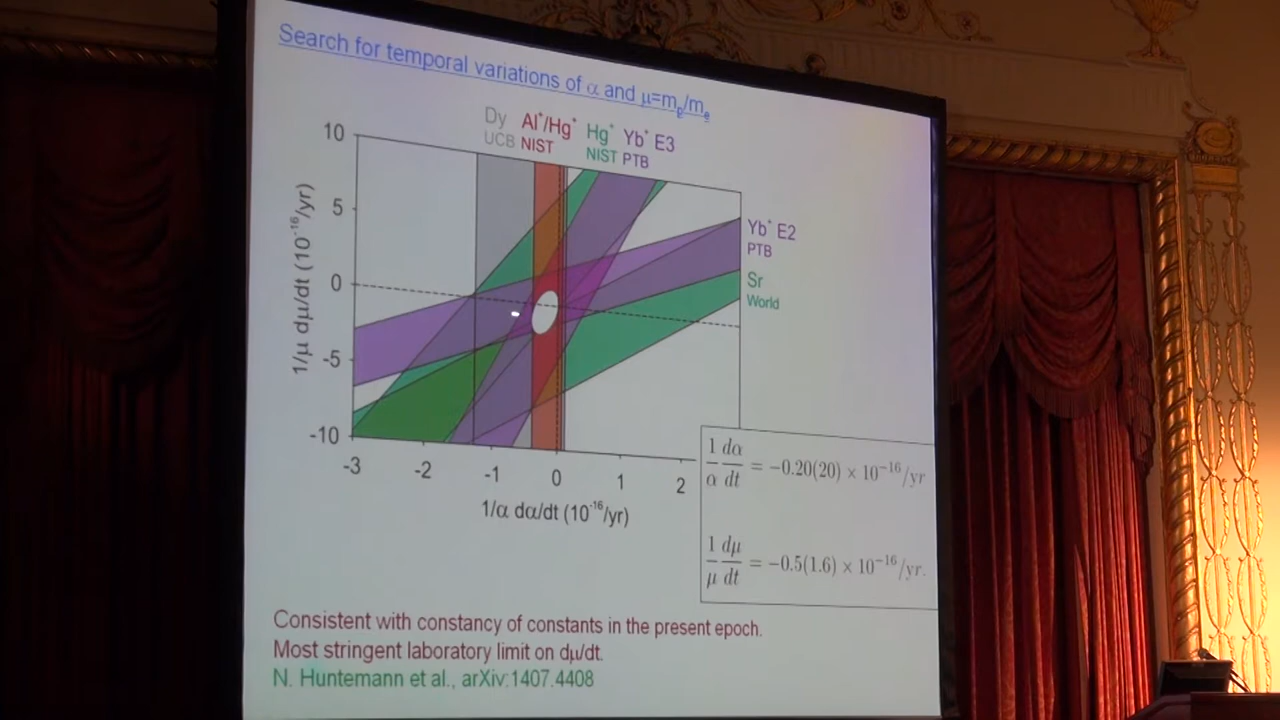 Search for temporal variations of α and μ=mp/me
Dy Al⁺/Hg⁺ Hg⁺ Yb⁺ E3
UCB NIST NIST PTB
10
5
0
-5
-10
1/μ dμ/dt (10⁻¹⁶/yr)
Yb⁺ E2
PTB
Sr
World
-3 -2 -1 0 1 2
1/α dα/dt (10⁻¹⁶/yr)
1/α dα/dt = −0.20(20) × 10⁻¹⁶/yr
1/μ dμ/dt = −0.5(1.6) × 10⁻¹⁶/yr.
Consistent with constancy of constants in the present epoch.
Most stringent laboratory limit on dμ/dt.
N. Huntemann et al., arXiv:1407.4408